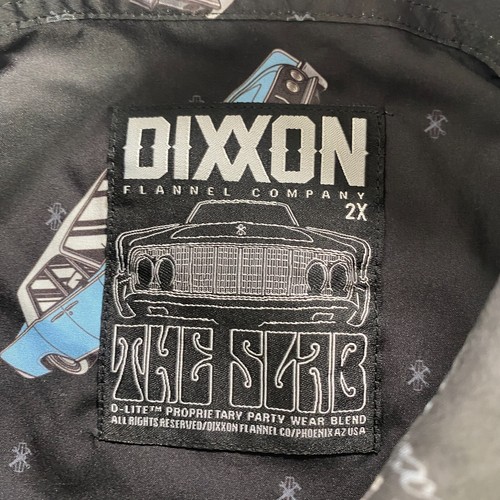 DIXXON
FLANNEL COMPANY
2X
THE SLAB
D-LITE™ PROPRIETARY PARTY WEAR BLEND
ALL RIGHTS RESERVED/DIXXON FLANNEL CO/PHOENIX AZ USA